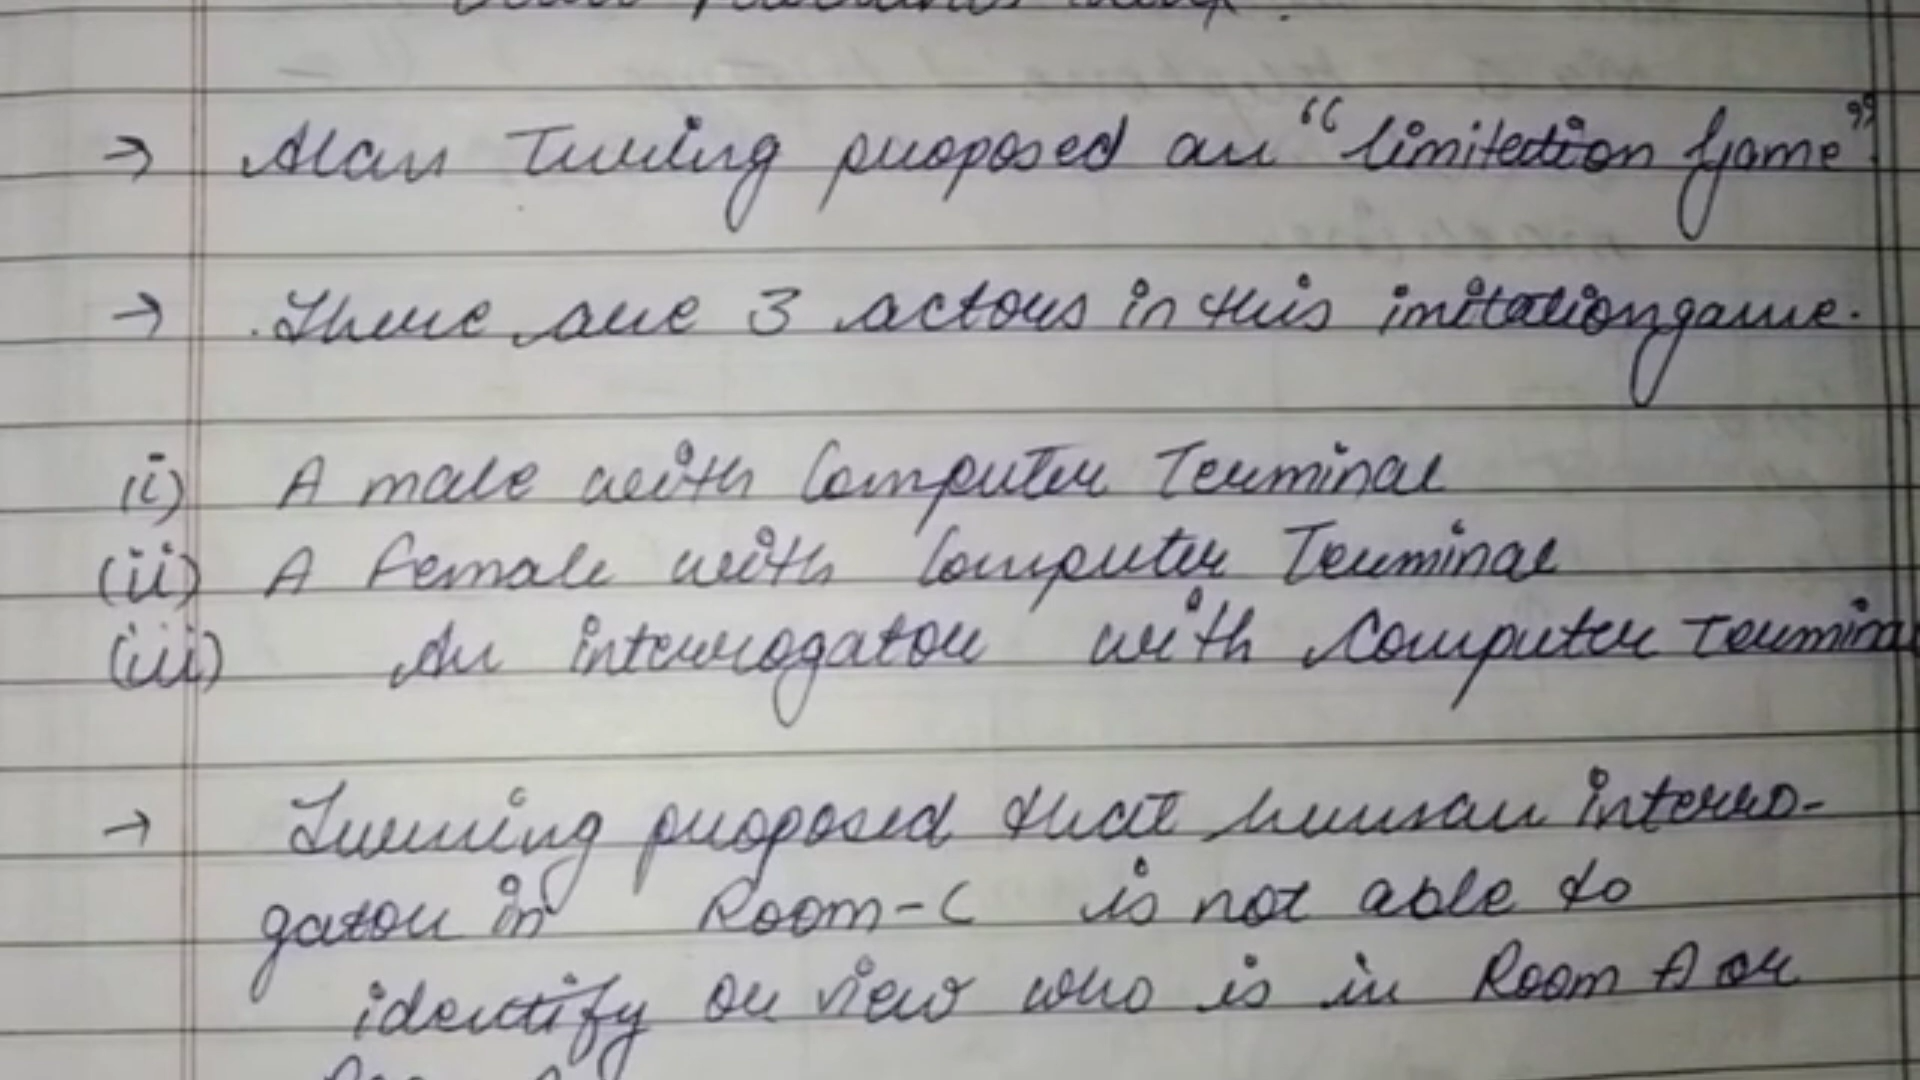 → Alan Turing proposed an "limitation Game".
→ There are 3 actors in this imitation game.
(i) A male with Computer Terminal
(ii) A female with Computer Terminal
(iii) An interrogator with Computer Termina
→ Turning proposed that human interro-
gator in Room-C is not able to
identify or view who is in Room A or